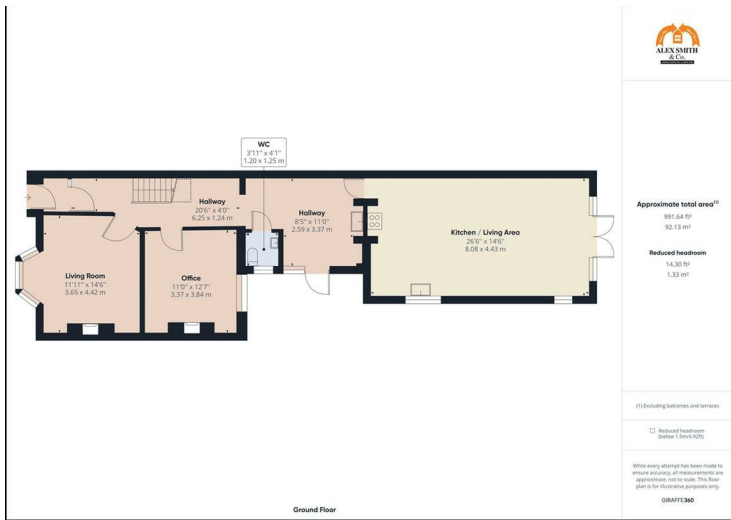 ALEX SMITH
& Co.
WC
3'11" x 4'1"
1.20 x 1.25 m
Hallway
20'6" x 4'0"
6.25 x 1.24 m
Hallway
8'5" x 11'0"
2.59 x 3.37 m
Kitchen / Living Area
26'6" x 14'6"
8.08 x 4.43 m
Living Room
11'11" x 14'6"
3.65 x 4.42 m
Office
11'0" x 12'7"
3.37 x 3.84 m
Ground Floor
Approximate total area(1)
991.64 ft²
92.13 m²
Reduced headroom
14.30 ft²
1.33 m²
(1) Excluding balconies and terraces
Reduced headroom
(below 1.5m/4.92ft)
While every attempt has been made to
ensure accuracy, all measurements are
approximate, not to scale. This floor
plan is for illustrative purposes only.
GIRAFFE360